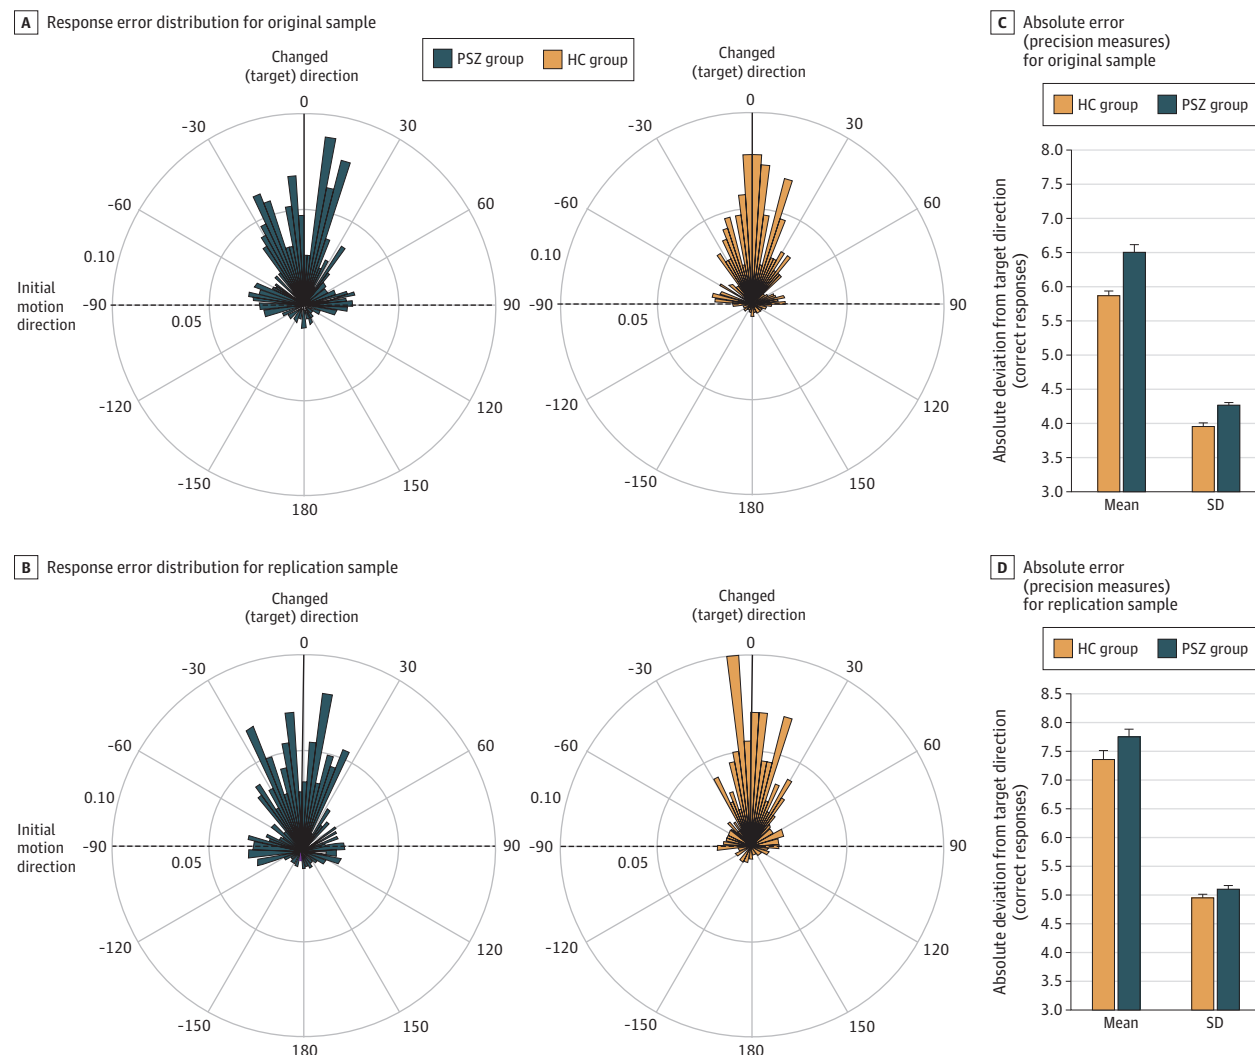 A Response error distribution for original sample
PSZ group
HC group
Changed
(target) direction
0
-30
30
-60
60
0.10
Initial
motion
direction
-90
90
0.05
-120
120
-150
150
180
Changed
(target) direction
0
-30
30
-60
60
0.10
-90
90
0.05
-120
120
-150
150
180
C Absolute error
(precision measures)
for original sample
HC group
PSZ group
Absolute deviation from target direction
(correct responses)
8.0
7.5
7.0
6.5
6.0
5.5
5.0
4.5
4.0
3.5
3.0
Mean
SD
B Response error distribution for replication sample
Changed
(target) direction
0
-30
30
-60
60
0.10
Initial
motion
direction
-90
90
0.05
-120
120
-150
150
180
Changed
(target) direction
0
-30
30
-60
60
0.10
-90
90
0.05
-120
120
-150
150
180
D Absolute error
(precision measures)
for replication sample
HC group
PSZ group
Absolute deviation from target direction
(correct responses)
8.5
8.0
7.5
7.0
6.5
6.0
5.5
5.0
4.5
4.0
3.5
3.0
Mean
SD